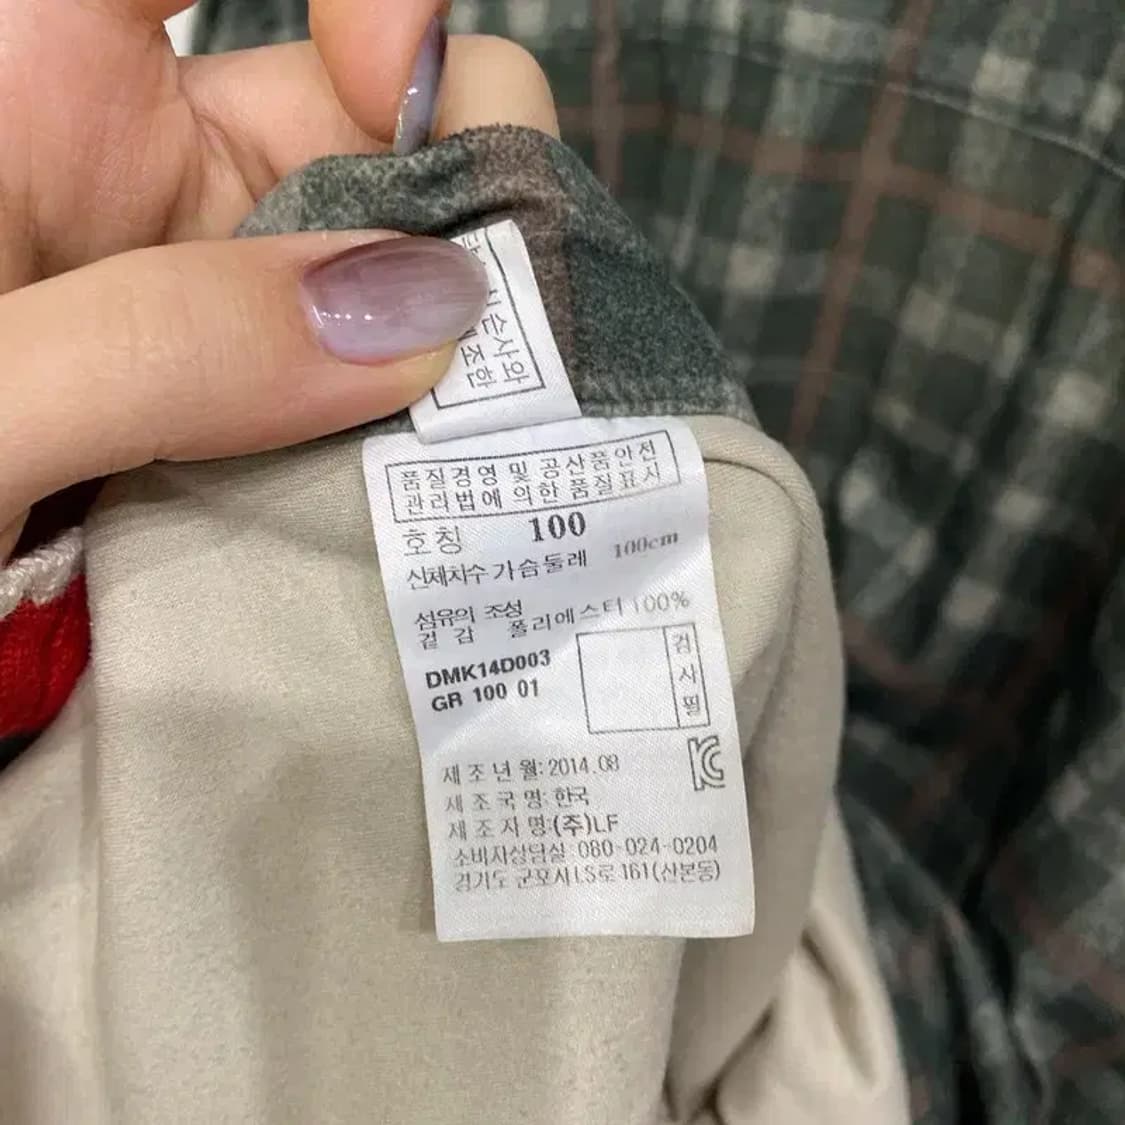 품질경영 및 공산품안전
관리법에 의한 품질표시
호칭 100
신체치수 가슴둘레 100cm
섬유의 조성
겉감 폴리에스터 100%
DMK14D003
GR 100 01
검사필
제조년월: 2014.08
제조국명: 한국
제조자명:(주)LF
소비자상담실 080-024-0204
경기도 군포시 LS로 161(산본동)